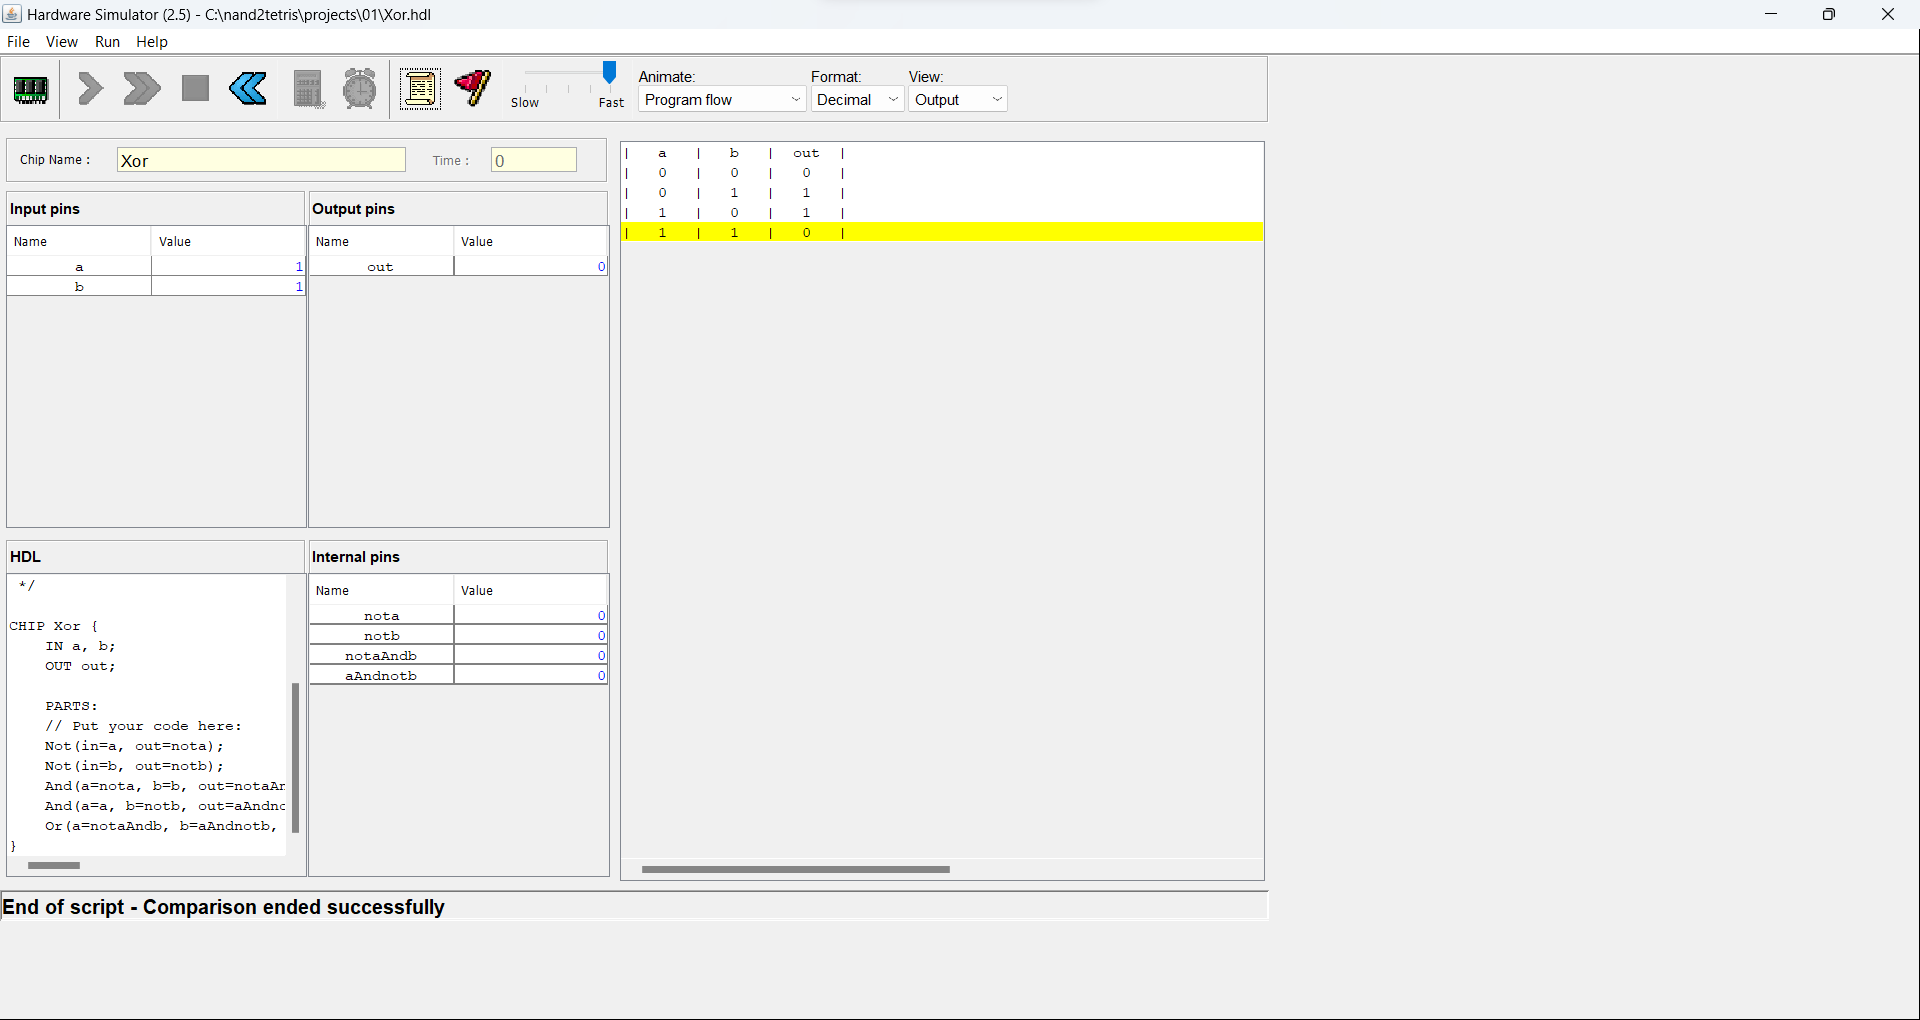 Hardware Simulator (2.5) - C:\nand2tetris\projects\01\Xor.hdl
File View Run Help
Animate: Format: View:
Slow Fast Program flow Decimal Output
Chip Name : Xor Time : 0
Input pins Output pins
Name Value Name Value
a 1 out 0
b 1
| a | b | out |
| 0 | 0 | 0 |
| 0 | 1 | 1 |
| 1 | 0 | 1 |
| 1 | 1 | 0 |
HDL
*/
CHIP Xor {
IN a, b;
OUT out;
PARTS:
// Put your code here:
Not(in=a, out=nota);
Not(in=b, out=notb);
And(a=nota, b=b, out=notaAn
And(a=a, b=notb, out=aAndno
Or(a=notaAndb, b=aAndnotb,
}
Internal pins
Name Value
nota 0
notb 0
notaAndb 0
aAndnotb 0
End of script - Comparison ended successfully